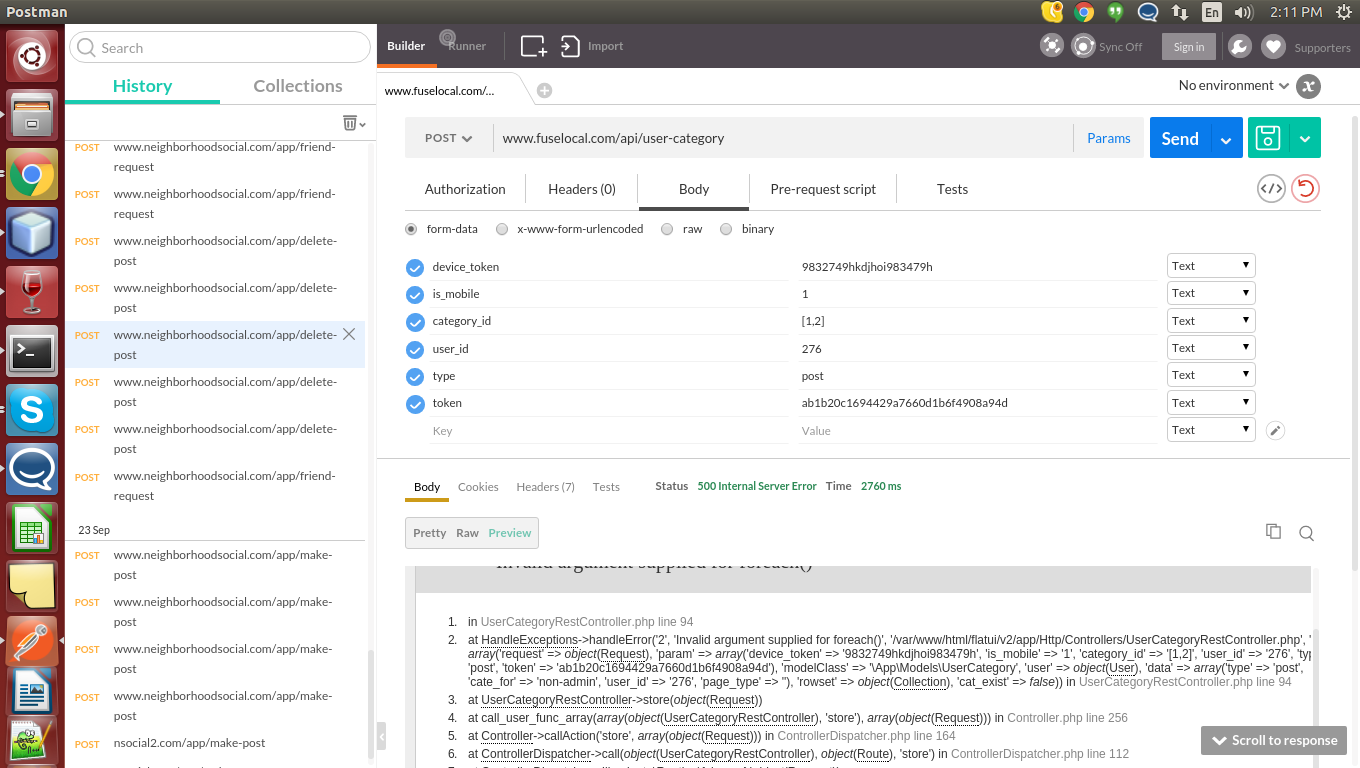 Postman
En
2:11 PM
Search
History
Collections
POST www.neighborhoodsocial.com/app/friend-
request
POST www.neighborhoodsocial.com/app/friend-
request
POST www.neighborhoodsocial.com/app/delete-
post
POST www.neighborhoodsocial.com/app/delete-
post
POST www.neighborhoodsocial.com/app/delete-
post
POST www.neighborhoodsocial.com/app/delete-
post
POST www.neighborhoodsocial.com/app/delete-
post
POST www.neighborhoodsocial.com/app/friend-
request
23 Sep
POST www.neighborhoodsocial.com/app/make-
post
POST www.neighborhoodsocial.com/app/make-
post
POST www.neighborhoodsocial.com/app/make-
post
POST www.neighborhoodsocial.com/app/make-
post
POST nsocial2.com/app/make-post
Builder Runner Import Sync Off Sign in Supporters
www.fuselocal.com/...
No environment
POST www.fuselocal.com/api/user-category Params Send
Authorization Headers (0) Body Pre-request script Tests
form-data x-www-form-urlencoded raw binary
device_token 9832749hkdjhoi983479h Text
is_mobile 1 Text
category_id [1,2] Text
user_id 276 Text
type post Text
token ab1b20c1694429a7660d1b6f4908a94d Text
Key Value Text
Body Cookies Headers (7) Tests Status 500 Internal Server Error Time 2760 ms
Pretty Raw Preview
Invalid argument supplied for foreach()
1. in UserCategoryRestController.php line 94
2. at HandleExceptions->handleError('2', 'Invalid argument supplied for foreach()', '/var/www/html/flatui/v2/app/Http/Controllers/UserCategoryRestController.php', '
array('request' => object(Request), 'param' => array('device_token' => '9832749hkdjhoi983479h', 'is_mobile' => '1', 'category_id' => '[1,2]', 'user_id' => '276', 'typ
'post', 'token' => 'ab1b20c1694429a7660d1b6f4908a94d'), 'modelClass' => '\App\Models\UserCategory', 'user' => object(User), 'data' => array('type' => 'post',
'cate_for' => 'non-admin', 'user_id' => '276', 'page_type' => ''), 'rowset' => object(Collection), 'cat_exist' => false)) in UserCategoryRestController.php line 94
3. at UserCategoryRestController->store(object(Request))
4. at call_user_func_array(array(object(UserCategoryRestController), 'store'), array(object(Request))) in Controller.php line 256
5. at Controller->callAction('store', array(object(Request))) in ControllerDispatcher.php line 164
6. at ControllerDispatcher->call(object(UserCategoryRestController), object(Route), 'store') in ControllerDispatcher.php line 112
Scroll to response